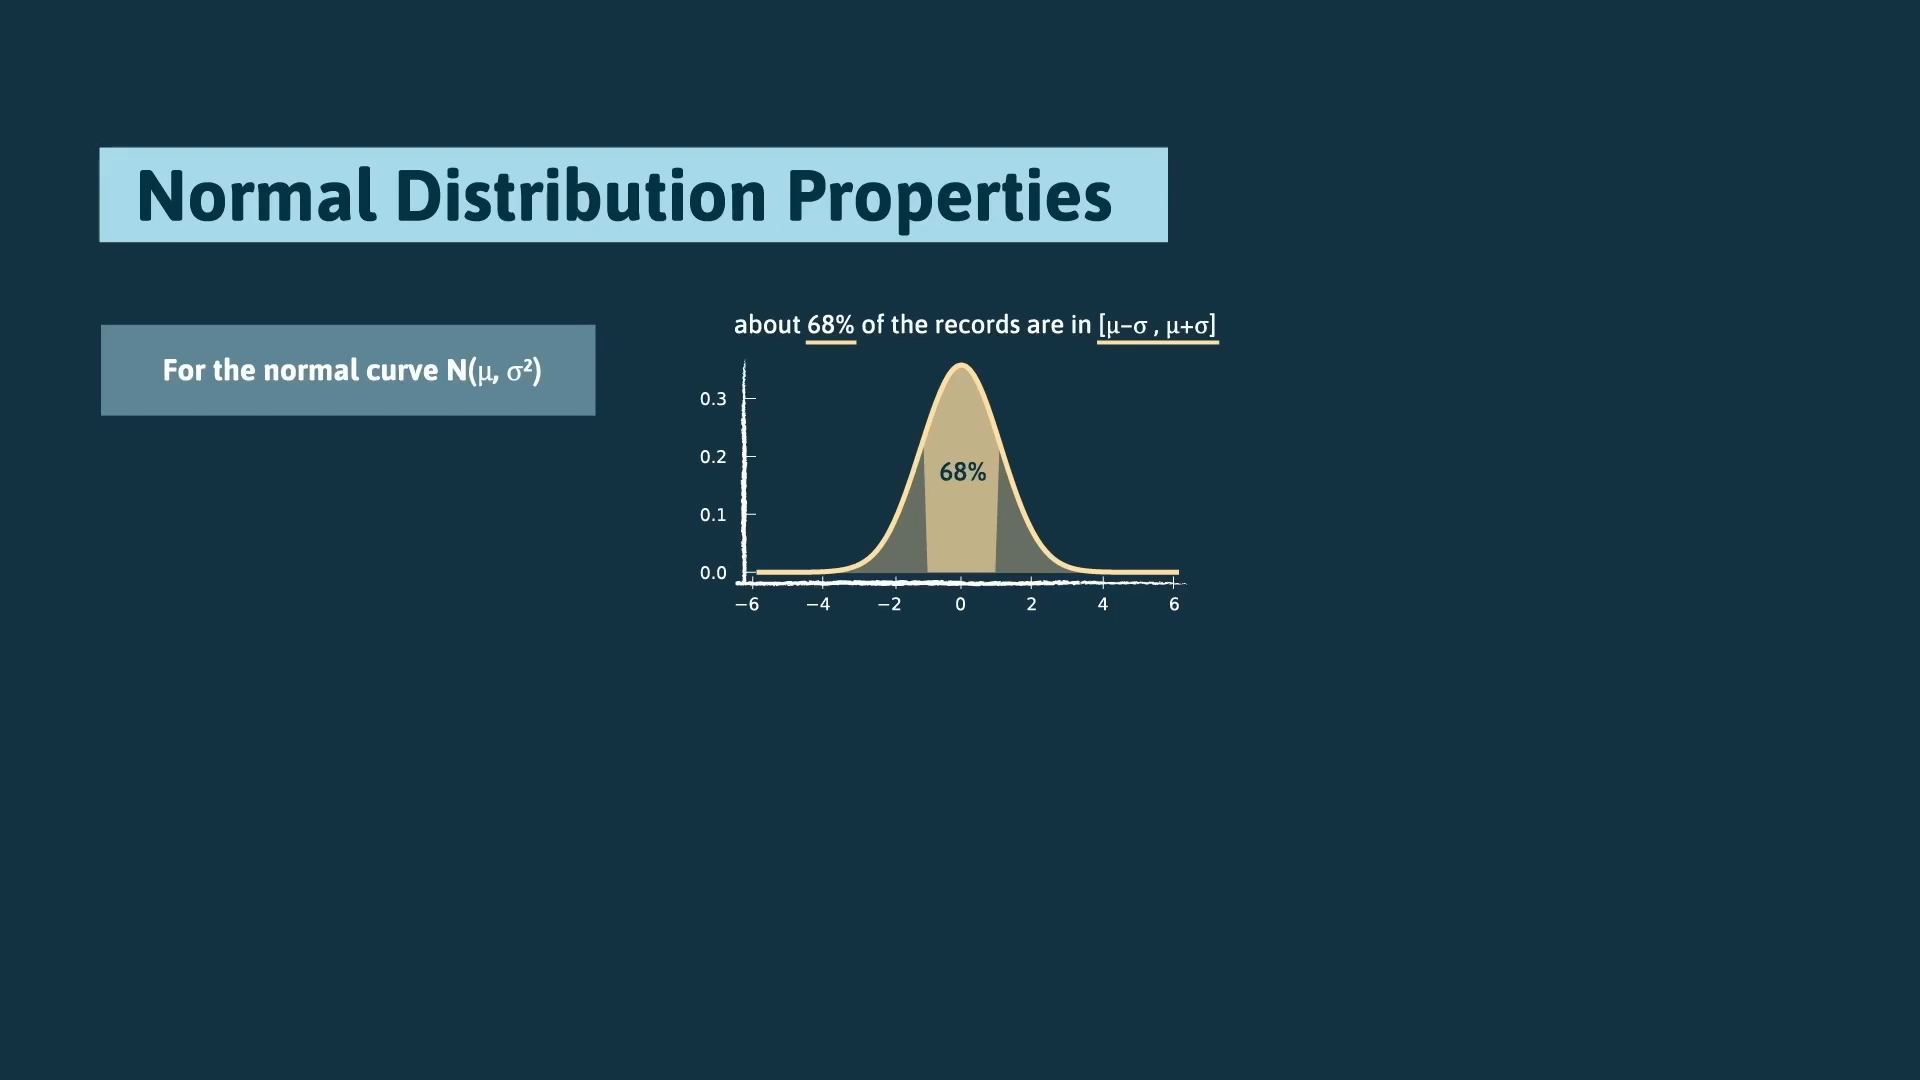 Normal Distribution Properties
For the normal curve N(μ, σ²)
about 68% of the records are in [μ−σ , μ+σ]
0.3
0.2
68%
0.1
0.0
−6 −4 −2 0 2 4 6